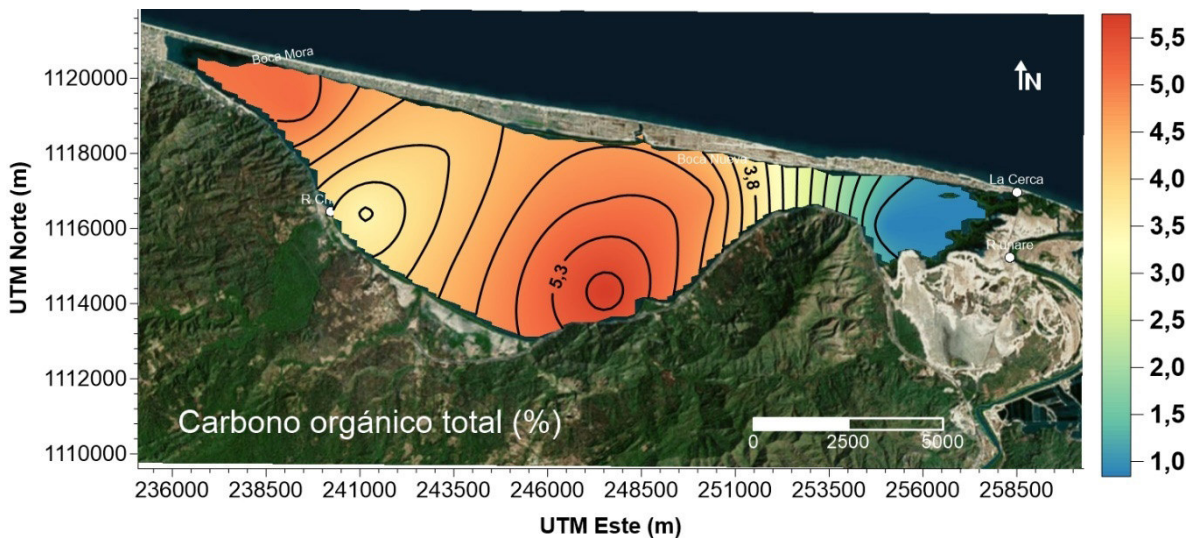 Boca Mora
N
Boca Nueva
3,8
La Cerca
R. Ch
R. Unare
5,3
Carbono orgánico total (%)
0 2500 5000
UTM Norte (m)
1120000
1118000
1116000
1114000
1112000
1110000
236000 238500 241000 243500 246000 248500 251000 253500 256000 258500
UTM Este (m)
5,5
5,0
4,5
4,0
3,5
3,0
2,5
2,0
1,5
1,0